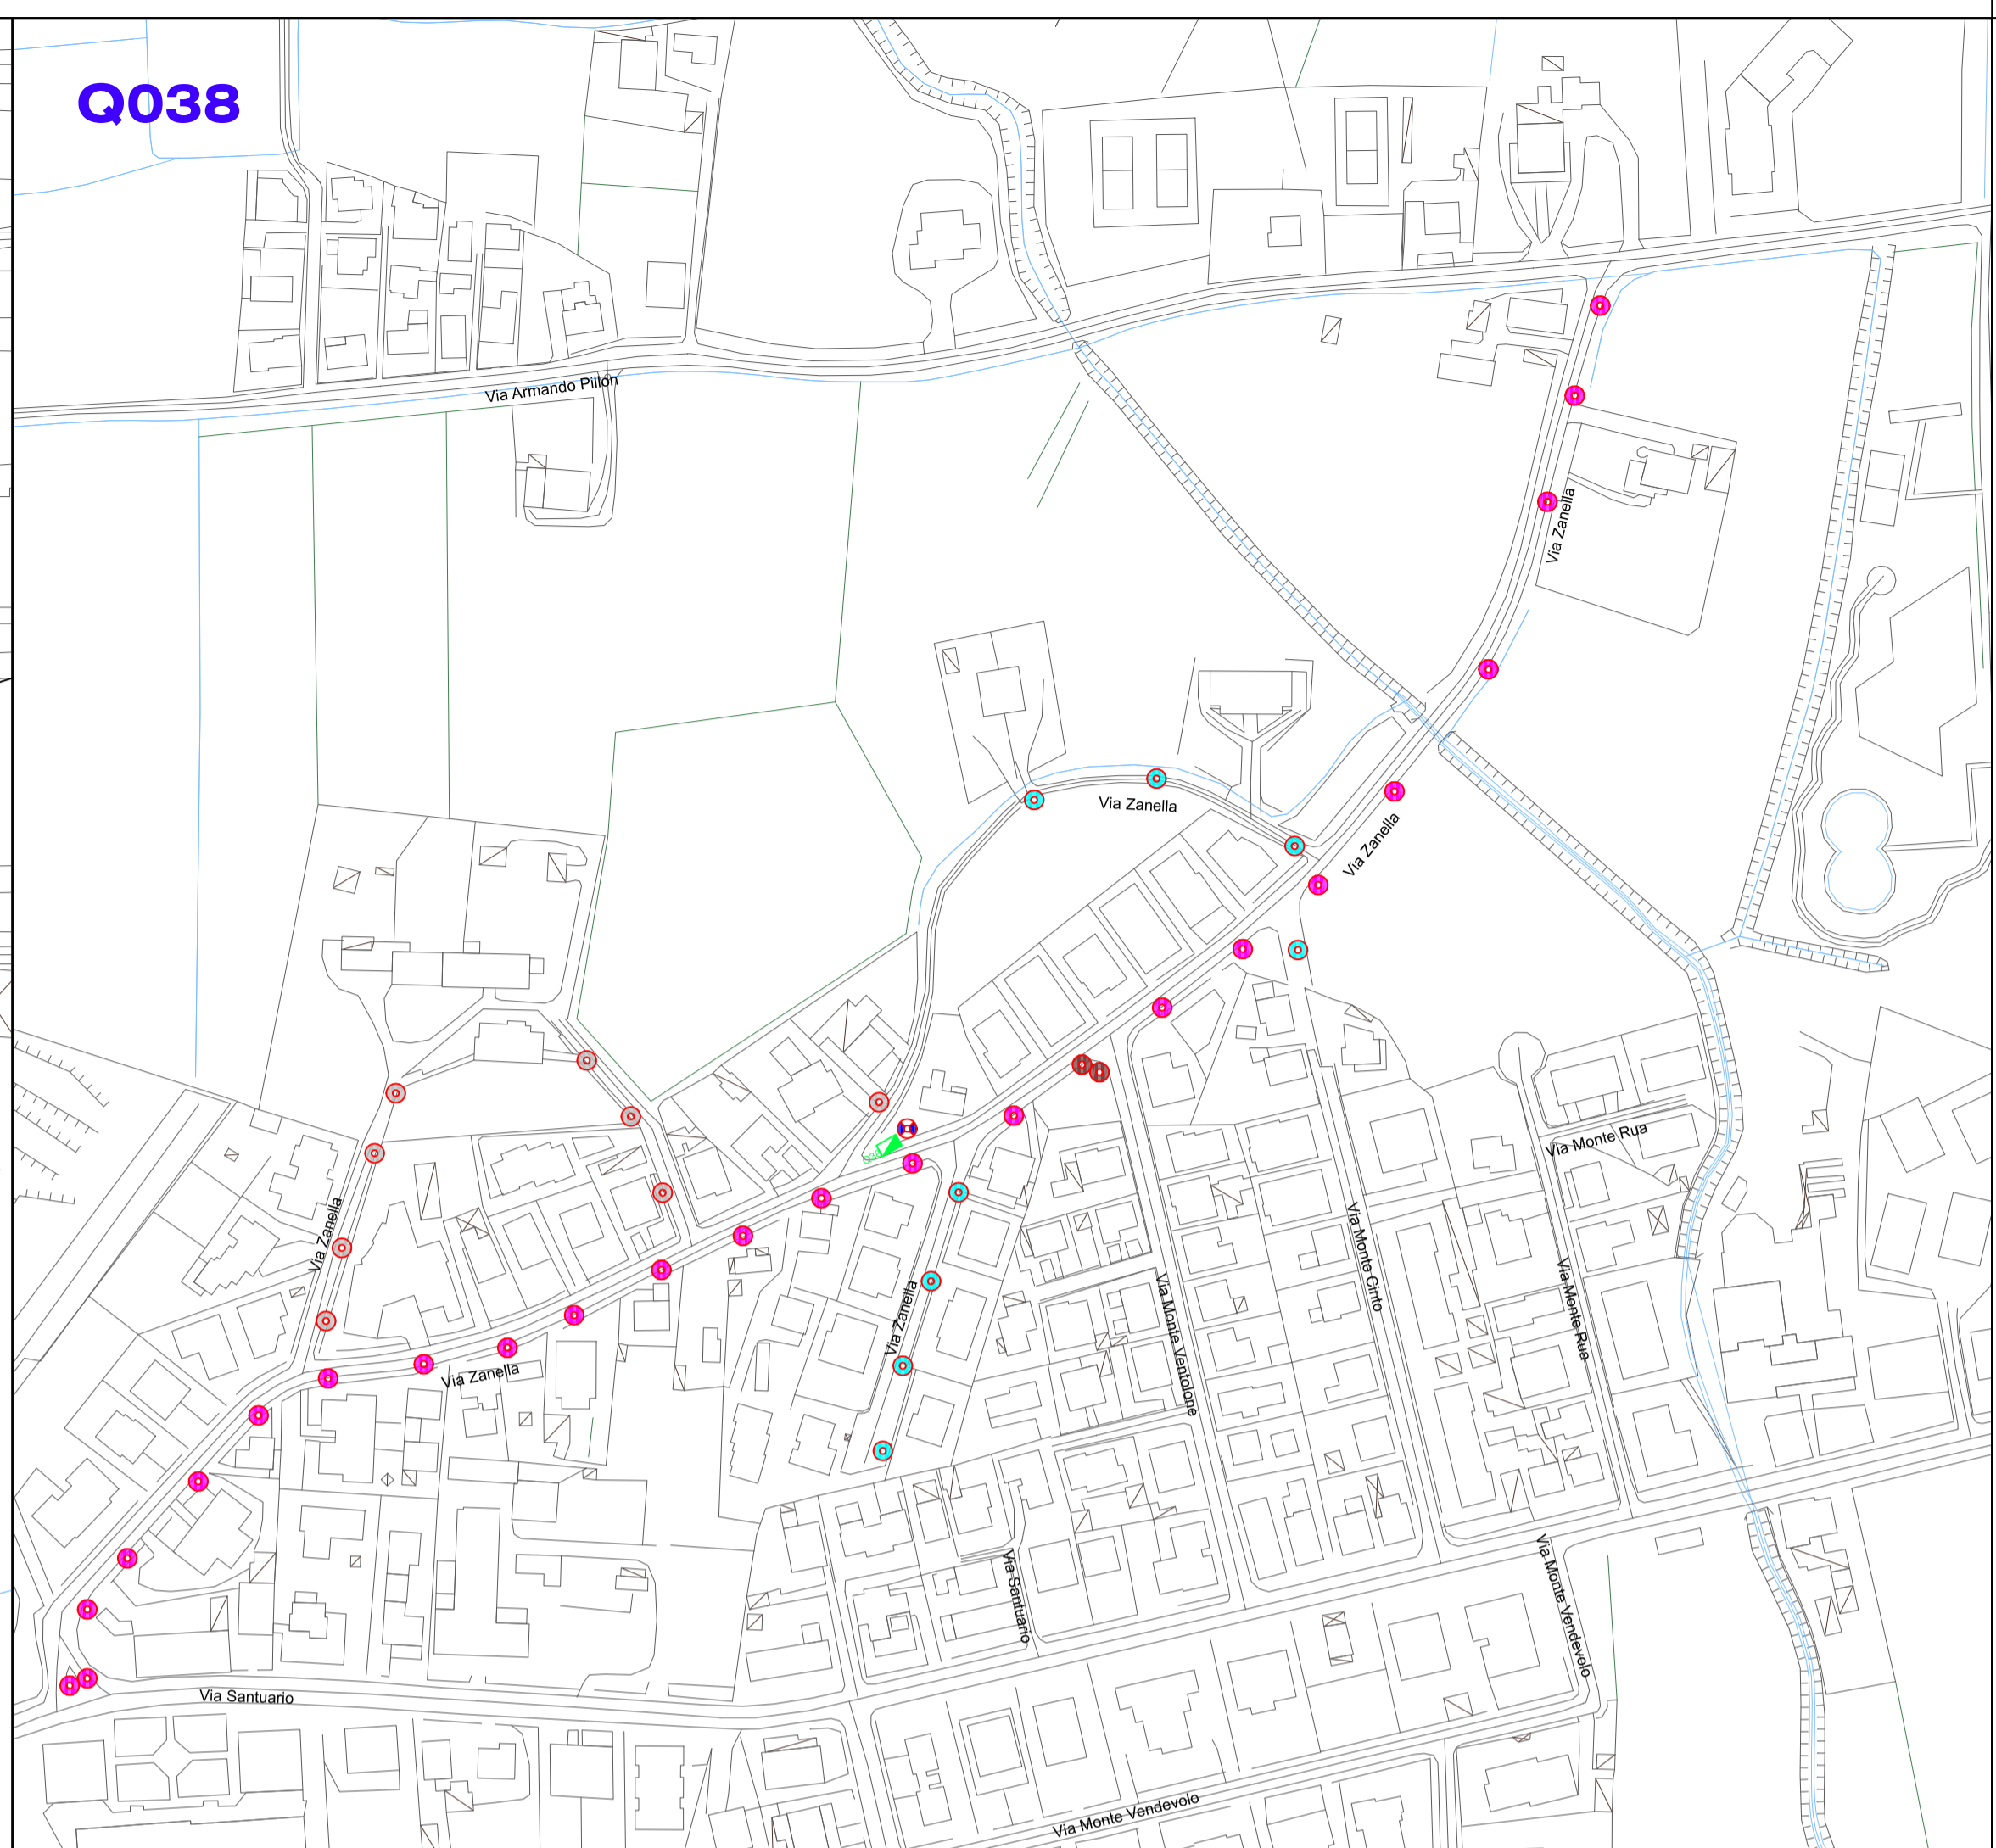 Q038
Via Armando Pillon
Via Zanella
Via Zanella
Via Zanella
Via Monte Rua
Via Zanella
Via Monte Cinto
Via Monte Rua
Via Zanella
Via Monte Ventolone
Via Zanella
Via Santuario
Via Monte Vendevolo
Via Santuario
Via Monte Vendevolo